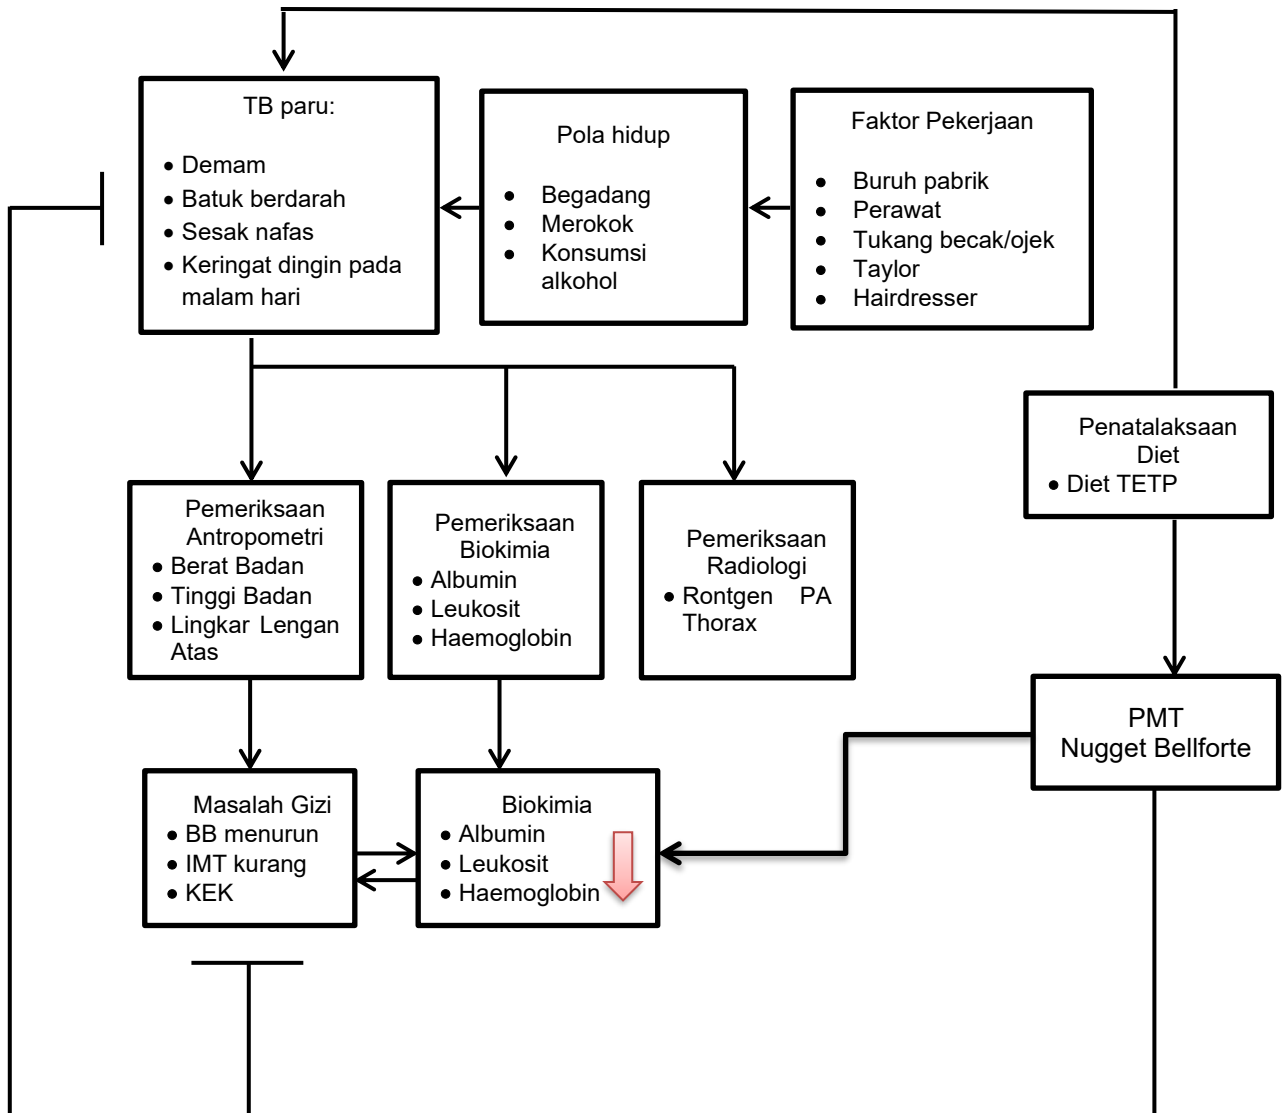 TB paru:
• Demam
• Batuk berdarah
• Sesak nafas
• Keringat dingin pada
malam hari
Pola hidup
• Begadang
• Merokok
• Konsumsi
alkohol
Faktor Pekerjaan
• Buruh pabrik
• Perawat
• Tukang becak/ojek
• Taylor
• Hairdresser
Penatalaksaan
Diet
• Diet TETP
Pemeriksaan
Antropometri
• Berat Badan
• Tinggi Badan
• Lingkar Lengan
Atas
Pemeriksaan
Biokimia
• Albumin
• Leukosit
• Haemoglobin
Pemeriksaan
Radiologi
• Rontgen PA
Thorax
PMT
Nugget Bellforte
Masalah Gizi
• BB menurun
• IMT kurang
• KEK
Biokimia
• Albumin
• Leukosit
• Haemoglobin